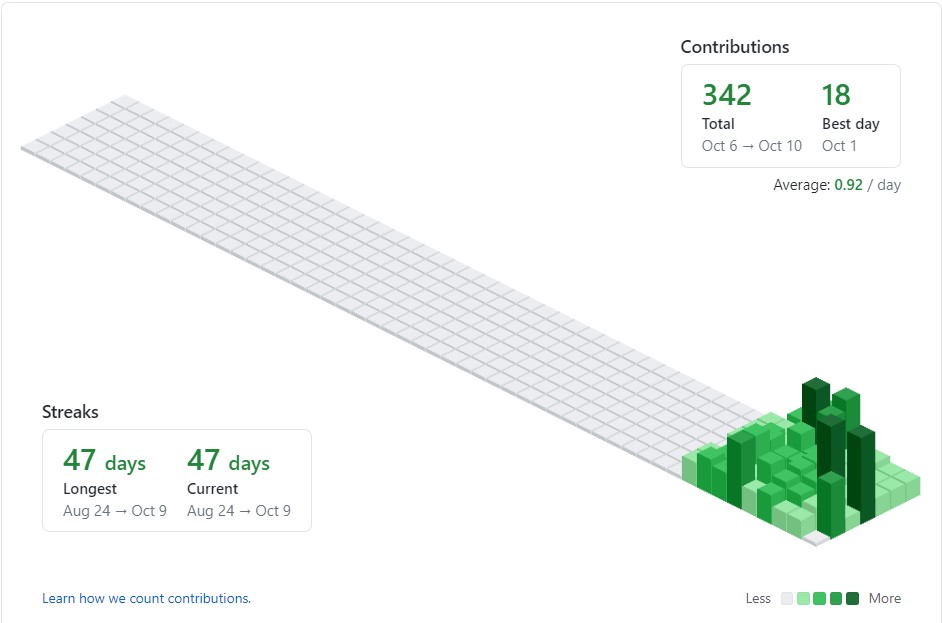 Contributions
342 18
Total Best day
Oct 6 → Oct 10 Oct 1
Average: 0.92 / day
Streaks
47 days 47 days
Longest Current
Aug 24 → Oct 9 Aug 24 → Oct 9
Learn how we count contributions.
Less More